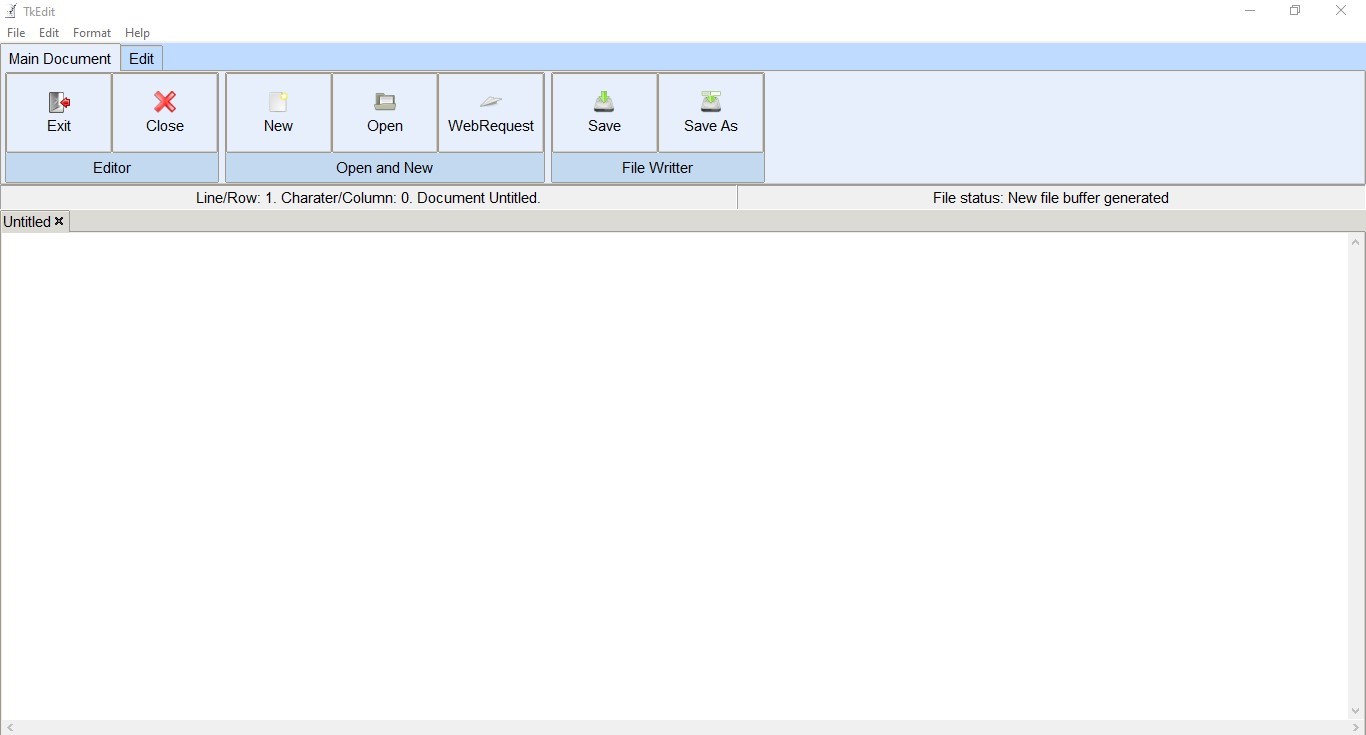 TkEdit
File Edit Format Help
Main Document Edit
Exit Close New Open WebRequest Save Save As
Editor Open and New File Writter
Line/Row: 1. Charater/Column: 0. Document Untitled. File status: New file buffer generated
Untitled